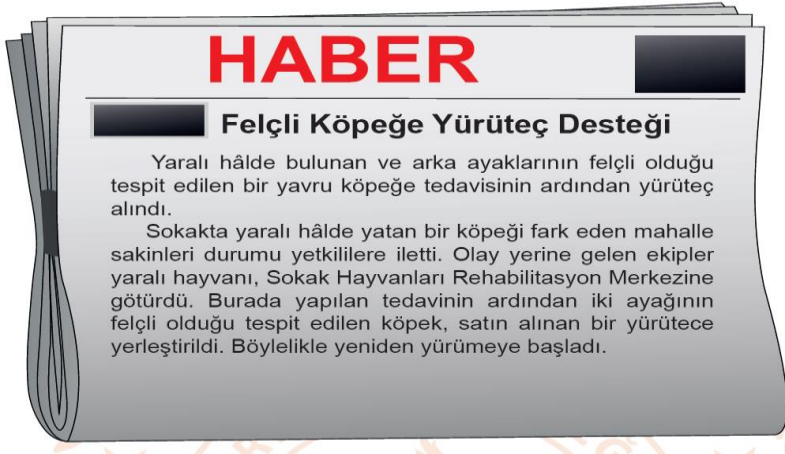 HABER
Felçli Köpeğe Yürüteç Desteği
Yaralı hâlde bulunan ve arka ayaklarının felçli olduğu
tespit edilen bir yavru köpeğe tedavisinin ardından yürüteç
alındı.
Sokakta yaralı hâlde yatan bir köpeği fark eden mahalle
sakinleri durumu yetkililere iletti. Olay yerine gelen ekipler
yaralı hayvanı, Sokak Hayvanları Rehabilitasyon Merkezine
götürdü. Burada yapılan tedavinin ardından iki ayağının
felçli olduğu tespit edilen köpek, satın alınan bir yürütece
yerleştirildi. Böylelikle yeniden yürümeye başladı.